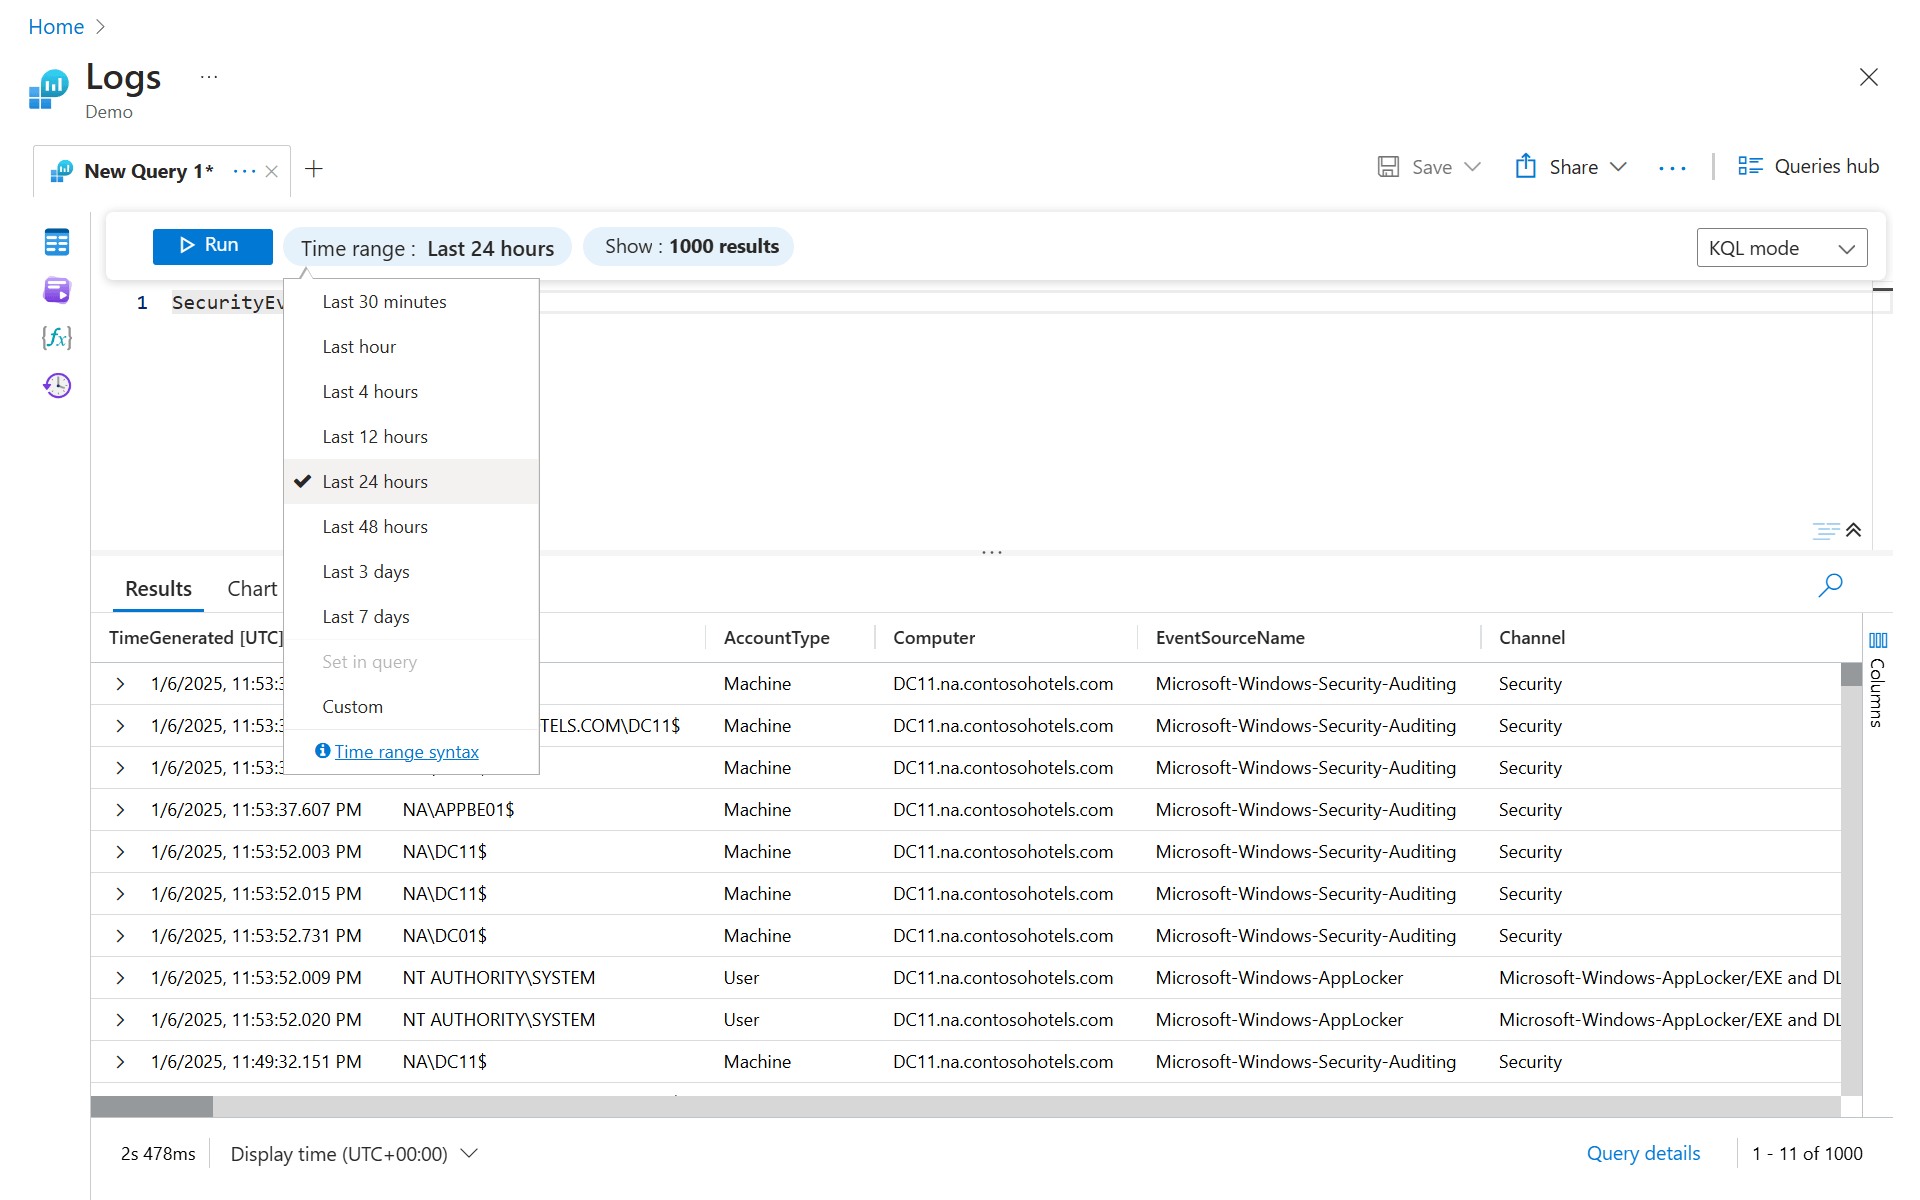 Home
Logs ...
Demo
New Query 1* ...
Save Share ... Queries hub
Run Time range : Last 24 hours Show : 1000 results KQL mode
1 SecurityEv
Last 30 minutes
Last hour
Last 4 hours
Last 12 hours
Last 24 hours
Last 48 hours
Last 3 days
Last 7 days
Set in query
Custom
Time range syntax
Results Chart
TimeGenerated [UTC] AccountType Computer EventSourceName Channel
Columns
1/6/2025, 11:53:3 Machine DC11.na.contosohotels.com Microsoft-Windows-Security-Auditing Security
1/6/2025, 11:53:3 TELS.COM\DC11$ Machine DC11.na.contosohotels.com Microsoft-Windows-Security-Auditing Security
1/6/2025, 11:53:3 Machine DC11.na.contosohotels.com Microsoft-Windows-Security-Auditing Security
1/6/2025, 11:53:37.607 PM NA\APPBE01$ Machine DC11.na.contosohotels.com Microsoft-Windows-Security-Auditing Security
1/6/2025, 11:53:52.003 PM NA\DC11$ Machine DC11.na.contosohotels.com Microsoft-Windows-Security-Auditing Security
1/6/2025, 11:53:52.015 PM NA\DC11$ Machine DC11.na.contosohotels.com Microsoft-Windows-Security-Auditing Security
1/6/2025, 11:53:52.731 PM NA\DC01$ Machine DC11.na.contosohotels.com Microsoft-Windows-Security-Auditing Security
1/6/2025, 11:53:52.009 PM NT AUTHORITY\SYSTEM User DC11.na.contosohotels.com Microsoft-Windows-AppLocker Microsoft-Windows-AppLocker/EXE and DL
1/6/2025, 11:53:52.020 PM NT AUTHORITY\SYSTEM User DC11.na.contosohotels.com Microsoft-Windows-AppLocker Microsoft-Windows-AppLocker/EXE and DL
1/6/2025, 11:49:32.151 PM NA\DC11$ Machine DC11.na.contosohotels.com Microsoft-Windows-Security-Auditing Security
2s 478ms Display time (UTC+00:00) Query details 1 - 11 of 1000